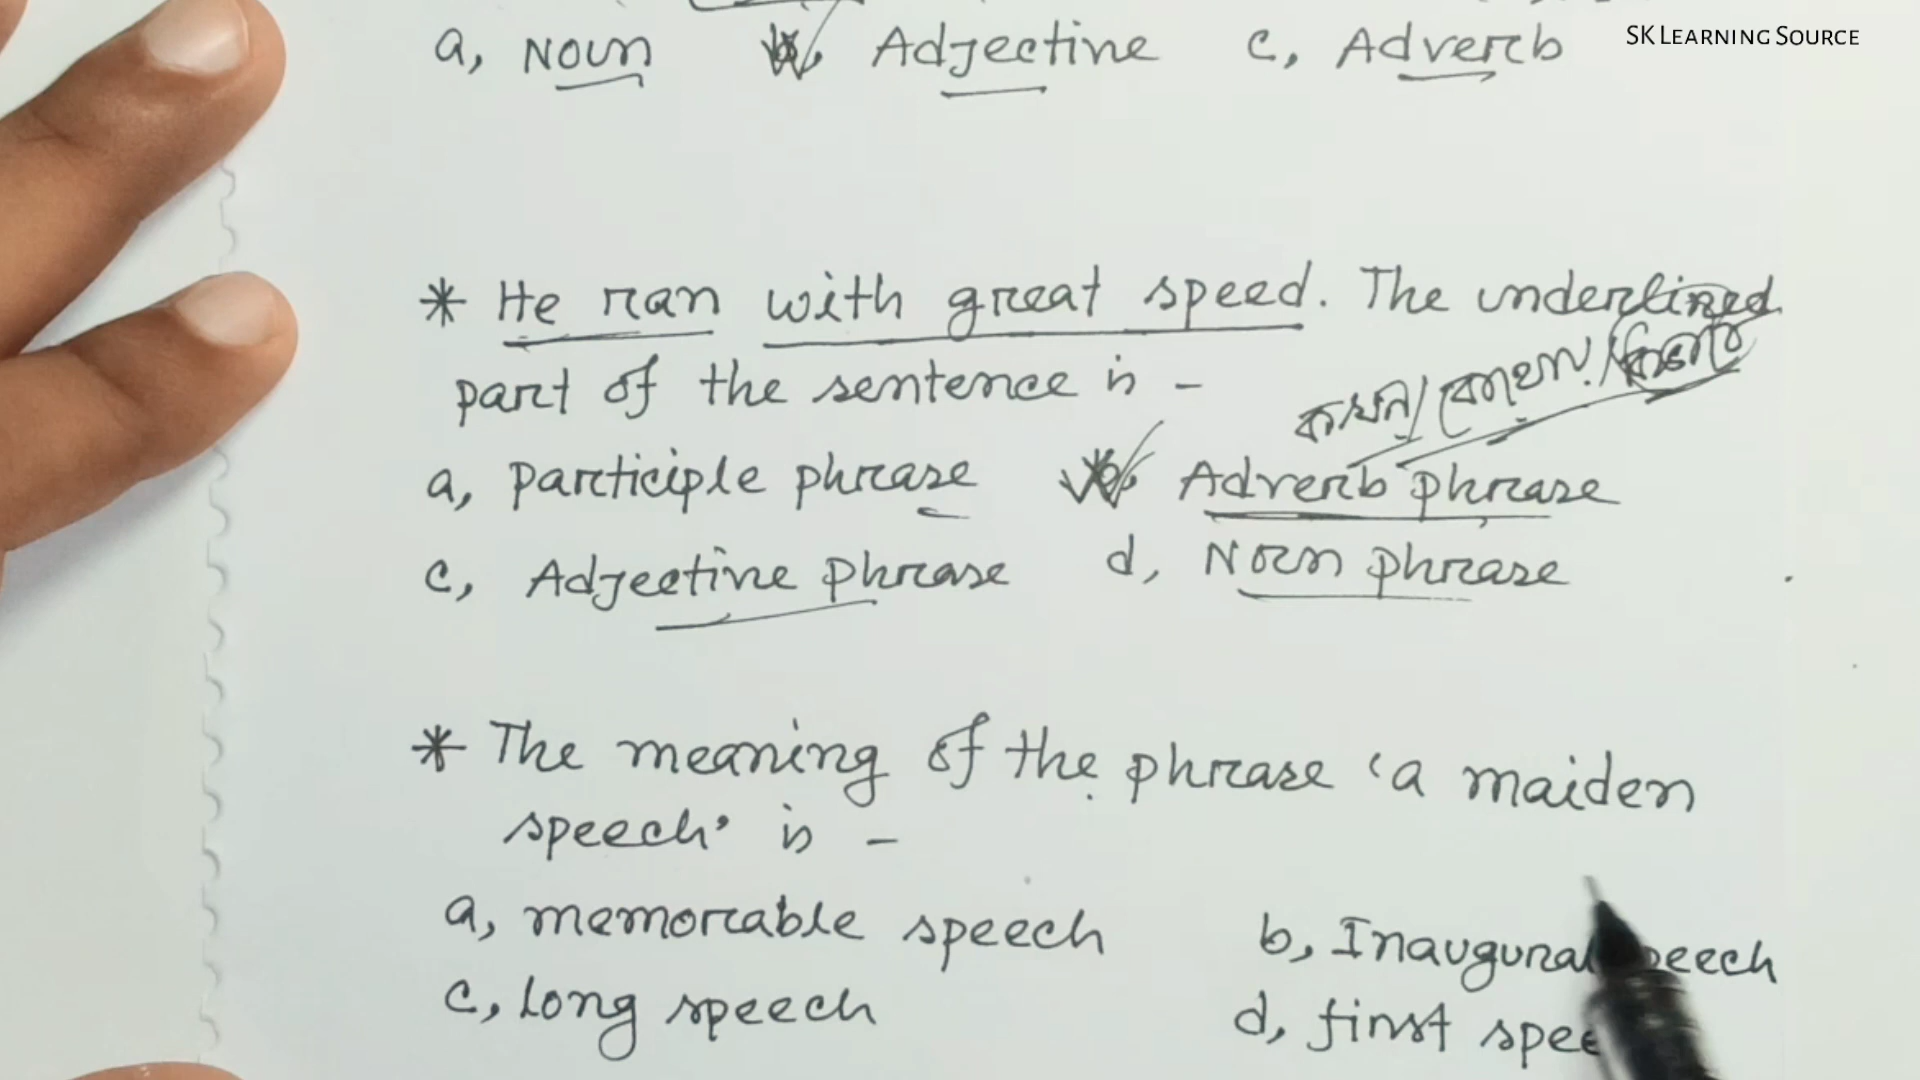 SK LEARNING SOURCE
a, Noun b, Adjective c, Adverb
* He ran with great speed. The underlined
part of the sentence is -
কখন/কোথায়/কিভাবে
a, Participle phrase b, Adverb phrase
c, Adjective phrase d, Noun phrase
* The meaning of the phrase 'a maiden
speech' is -
a, memorable speech b, Inaugural speech
c, Long speech d, first spee